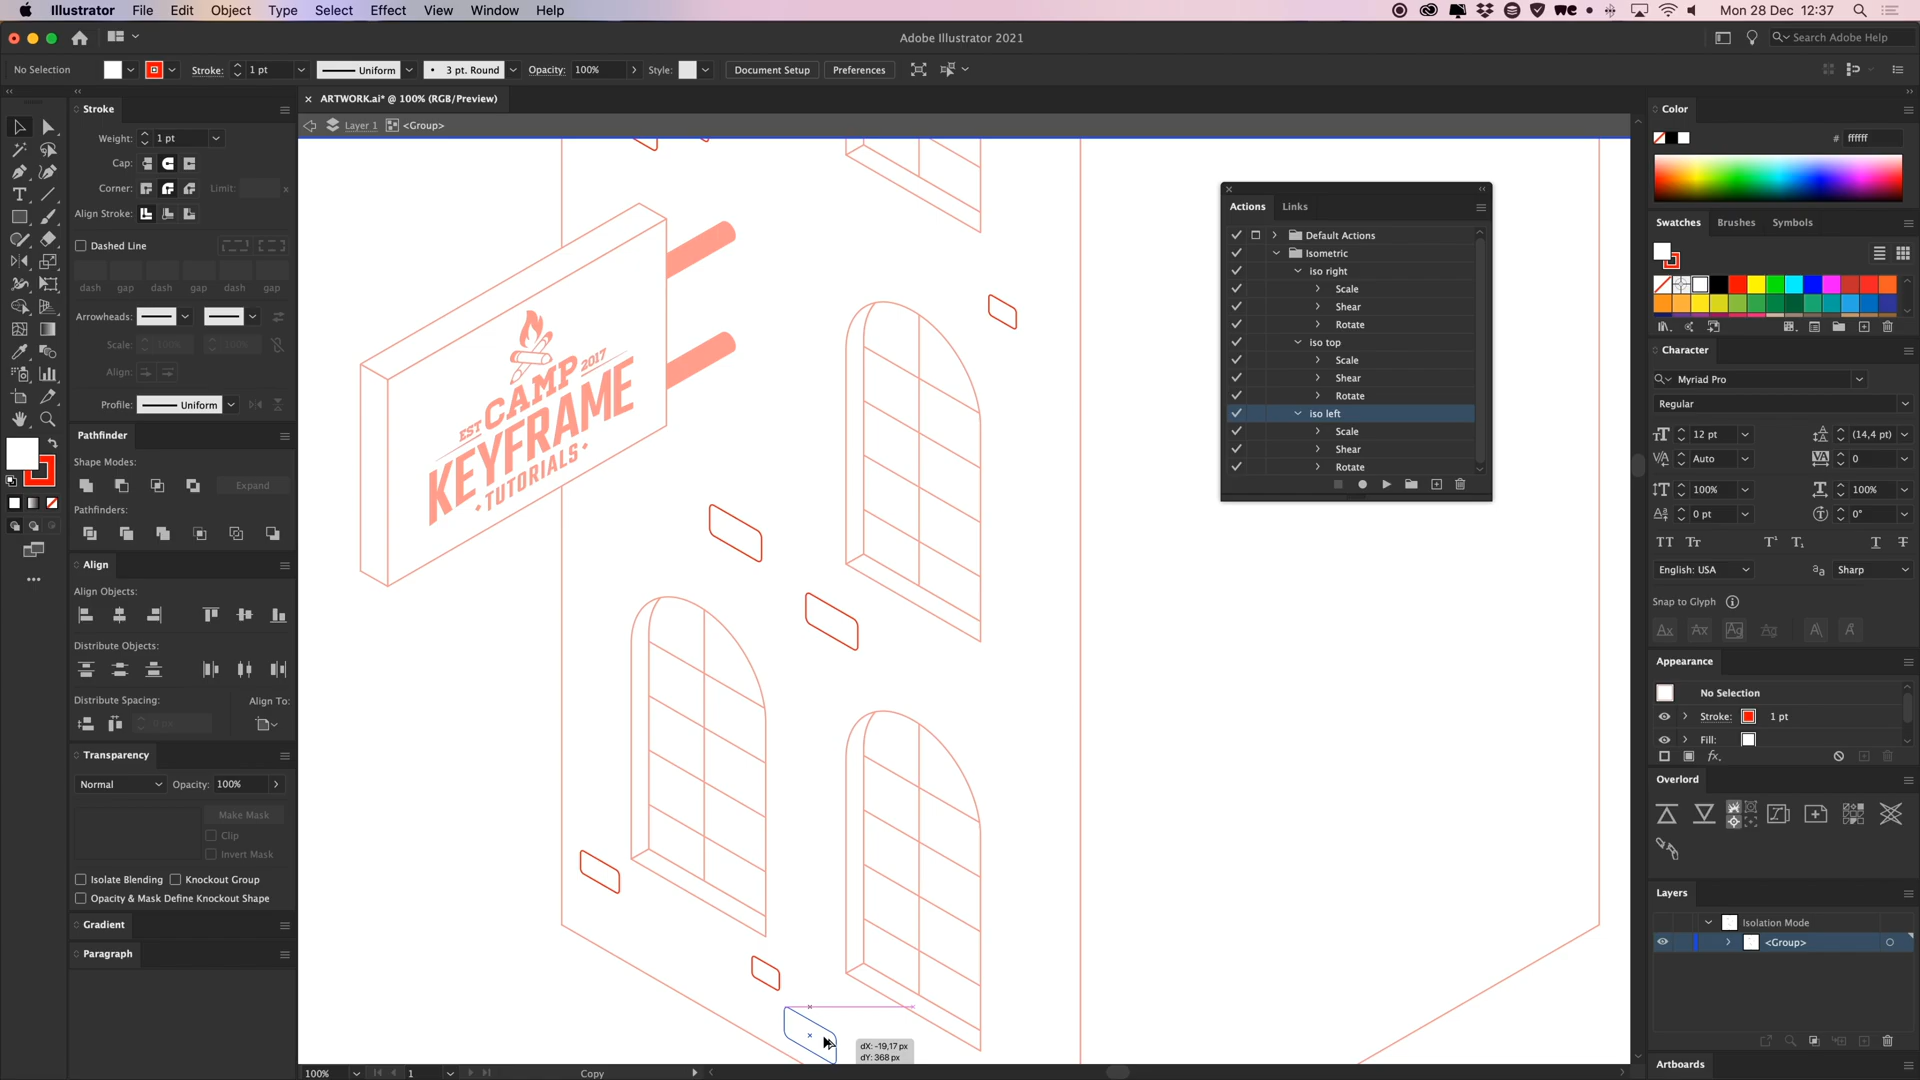 Illustrator File Edit Object Type Select Effect View Window Help Mon 28 Dec 12:37
Adobe Illustrator 2021 Search Adobe Help
No Selection Stroke: 1 pt Uniform 3 pt. Round Opacity: 100% Style: Document Setup Preferences
× ARTWORK.ai* @ 100% (RGB/Preview)
Layer 1 <Group>
Stroke
Weight: 1 pt
Cap:
Corner: Limit: x
Align Stroke:
Dashed Line
dash gap dash gap dash gap
Arrowheads:
Scale: 100% 100%
Align:
Profile: Uniform
Pathfinder
Shape Modes:
Expand
Pathfinders:
Align
Align Objects:
Distribute Objects:
Distribute Spacing: Align To:
0 px
Transparency
Normal Opacity: 100%
Make Mask
Clip
Invert Mask
Isolate Blending Knockout Group
Opacity & Mask Define Knockout Shape
Gradient
Paragraph
EST CAMP 2017
KEYFRAME
TUTORIALS
Actions Links
Default Actions
Isometric
iso right
Scale
Shear
Rotate
iso top
Scale
Shear
Rotate
iso left
Scale
Shear
Rotate
dX: -19,17 px
dY: 368 px
100% 1 Copy
Color
# ffffff
Swatches Brushes Symbols
Character
Myriad Pro
Regular
12 pt (14,4 pt)
Auto 0
100% 100%
0 pt 0°
English: USA Sharp
Snap to Glyph
Appearance
No Selection
Stroke: 1 pt
Fill:
Overlord
Layers
Isolation Mode
<Group>
Artboards